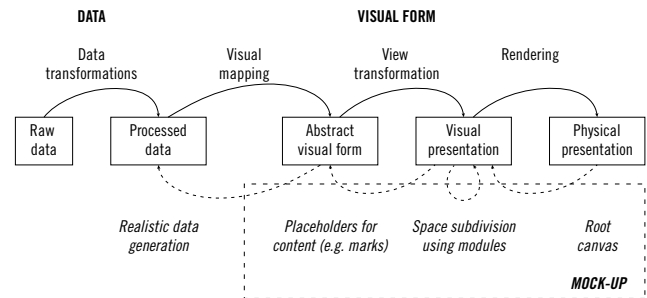 DATA
VISUAL FORM
Data
transformations
Visual
mapping
View
transformation
Rendering
Raw
data
Processed
data
Abstract
visual form
Visual
presentation
Physical
presentation
Realistic data
generation
Placeholders for
content (e.g. marks)
Space subdivision
using modules
Root
canvas
MOCK-UP